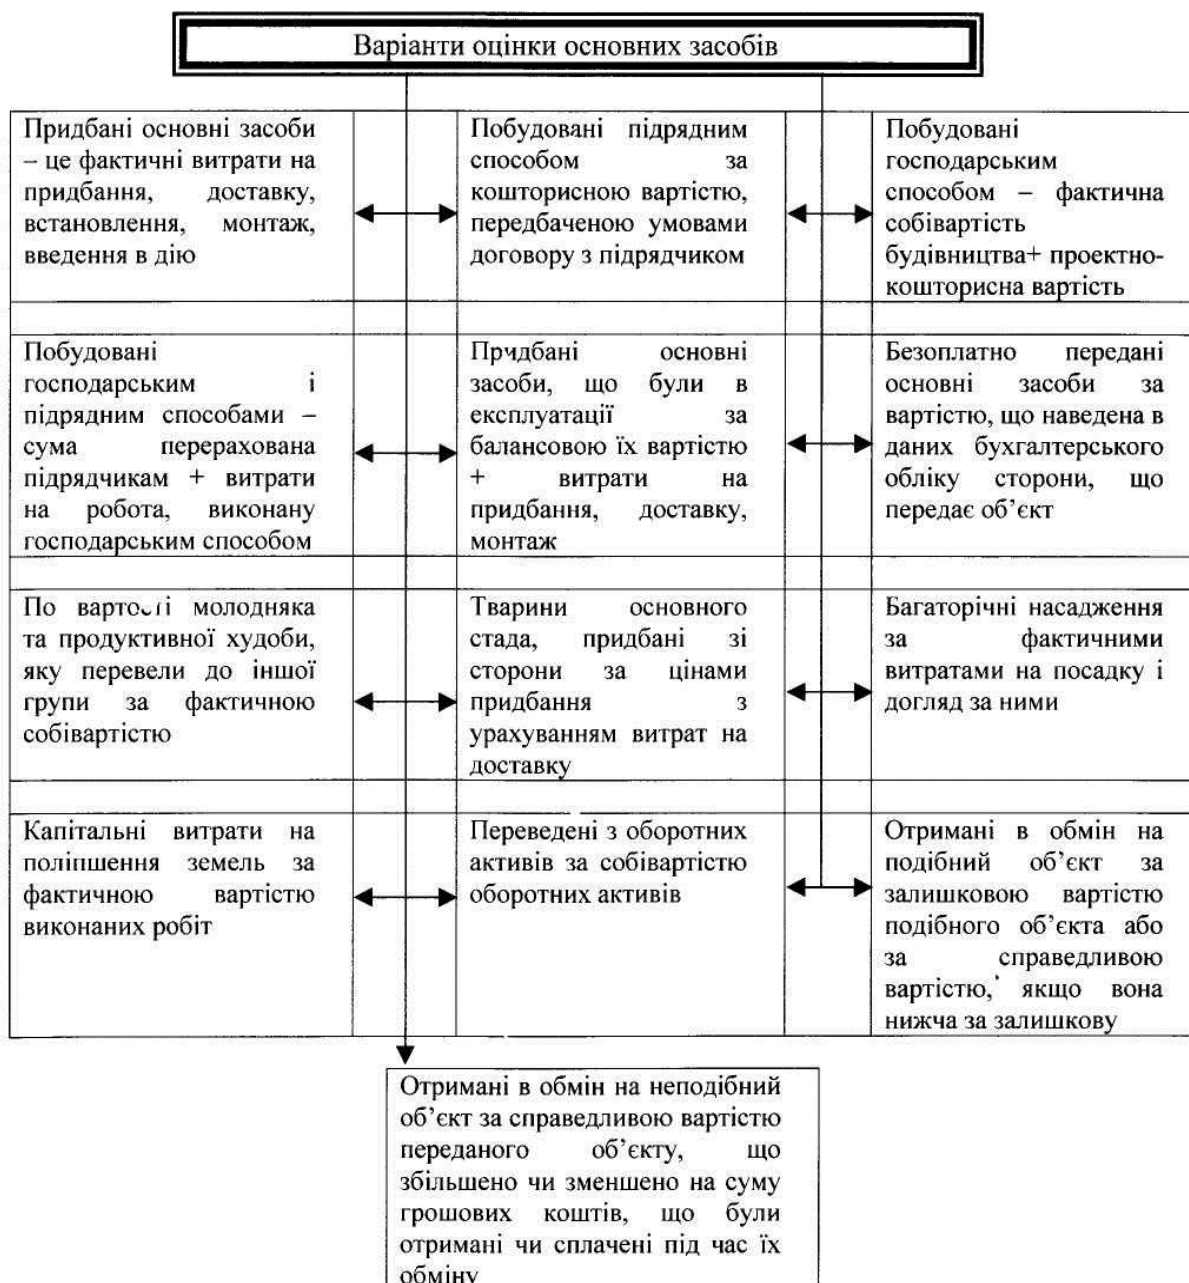 Варіанти оцінки основних засобів
Придбані основні засоби
– це фактичні витрати на
придбання, доставку,
встановлення, монтаж,
введення в дію
Побудовані підрядним
способом за
кошторисною вартістю,
передбаченою умовами
договору з підрядчиком
Побудовані
господарським
способом – фактична
собівартість
будівництва+ проектно-
кошторисна вартість
Побудовані
господарським і
підрядним способами –
сума перерахована
підрядчикам + витрати
на робота, виконану
господарським способом
Придбані основні
засоби, що були в
експлуатації за
балансовою їх вартістю
+ витрати на
придбання, доставку,
монтаж
Безоплатно передані
основні засоби за
вартістю, що наведена в
даних бухгалтерського
обліку сторони, що
передає об’єкт
По вартості молодняка
та продуктивної худоби,
яку перевели до іншої
групи за фактичною
собівартістю
Тварини основного
стада, придбані зі
сторони за цінами
придбання з
урахуванням витрат на
доставку
Багаторічні насадження
за фактичними
витратами на посадку і
догляд за ними
Капітальні витрати на
поліпшення земель за
фактичною вартістю
виконаних робіт
Переведені з оборотних
активів за собівартістю
оборотних активів
Отримані в обмін на
подібний об’єкт за
залишковою вартістю
подібного об’єкта або
за справедливою
вартістю, якщо вона
нижча за залишкову
Отримані в обмін на неподібний
об’єкт за справедливою вартістю
переданого об’єкту, що
збільшено чи зменшено на суму
грошових коштів, що були
отримані чи сплачені під час їх
обміну